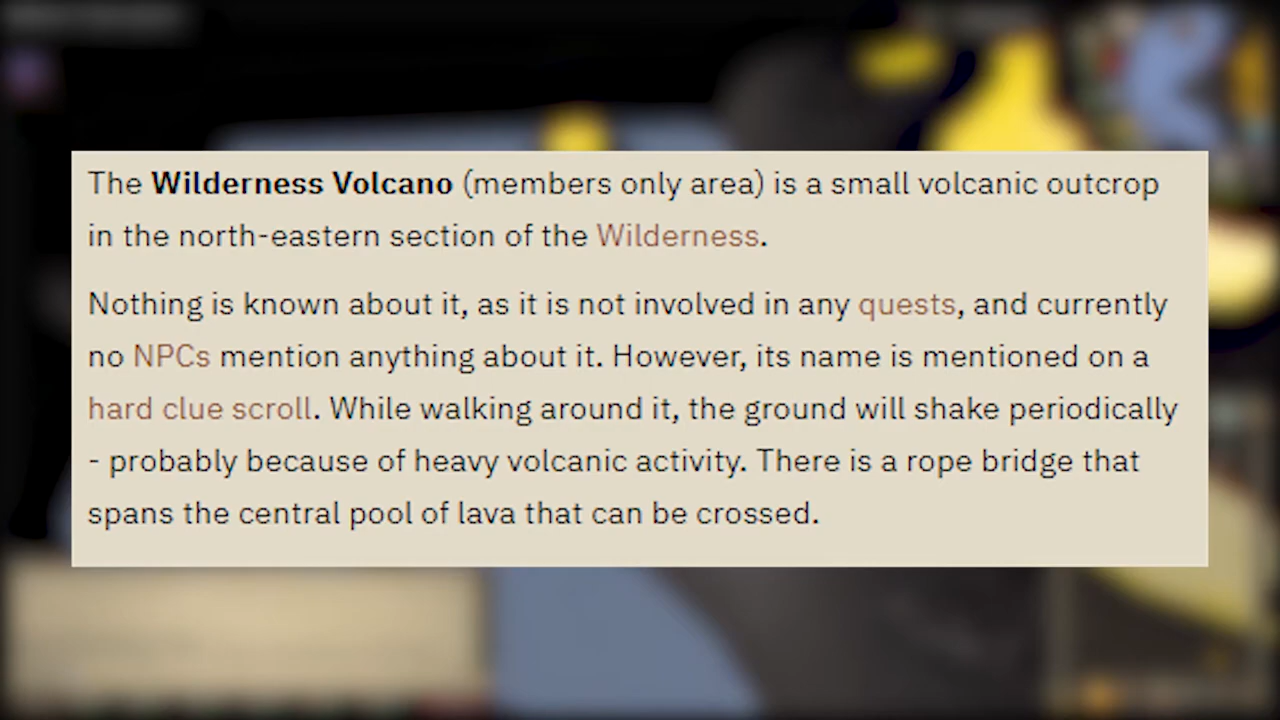 The Wilderness Volcano (members only area) is a small volcanic outcrop
in the north-eastern section of the Wilderness.
Nothing is known about it, as it is not involved in any quests, and currently
no NPCs mention anything about it. However, its name is mentioned on a
hard clue scroll. While walking around it, the ground will shake periodically
- probably because of heavy volcanic activity. There is a rope bridge that
spans the central pool of lava that can be crossed.